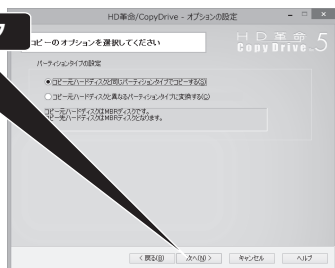 HD革命/CopyDrive - オプションの設定
7
コピーのオプションを選択してください
HD革命
CopyDrive 5
パーティションタイプの設定
コピー元ハードディスクと同じパーティションタイプでコピーする(S)
コピー元ハードディスクと異なるパーティションタイプに変換する(C)
コピー元ハードディスクはMBRディスクです。
コピー先ハードディスクはMBRディスクとなります。
< 戻る(B)
次へ(N) >
キャンセル
ヘルプ